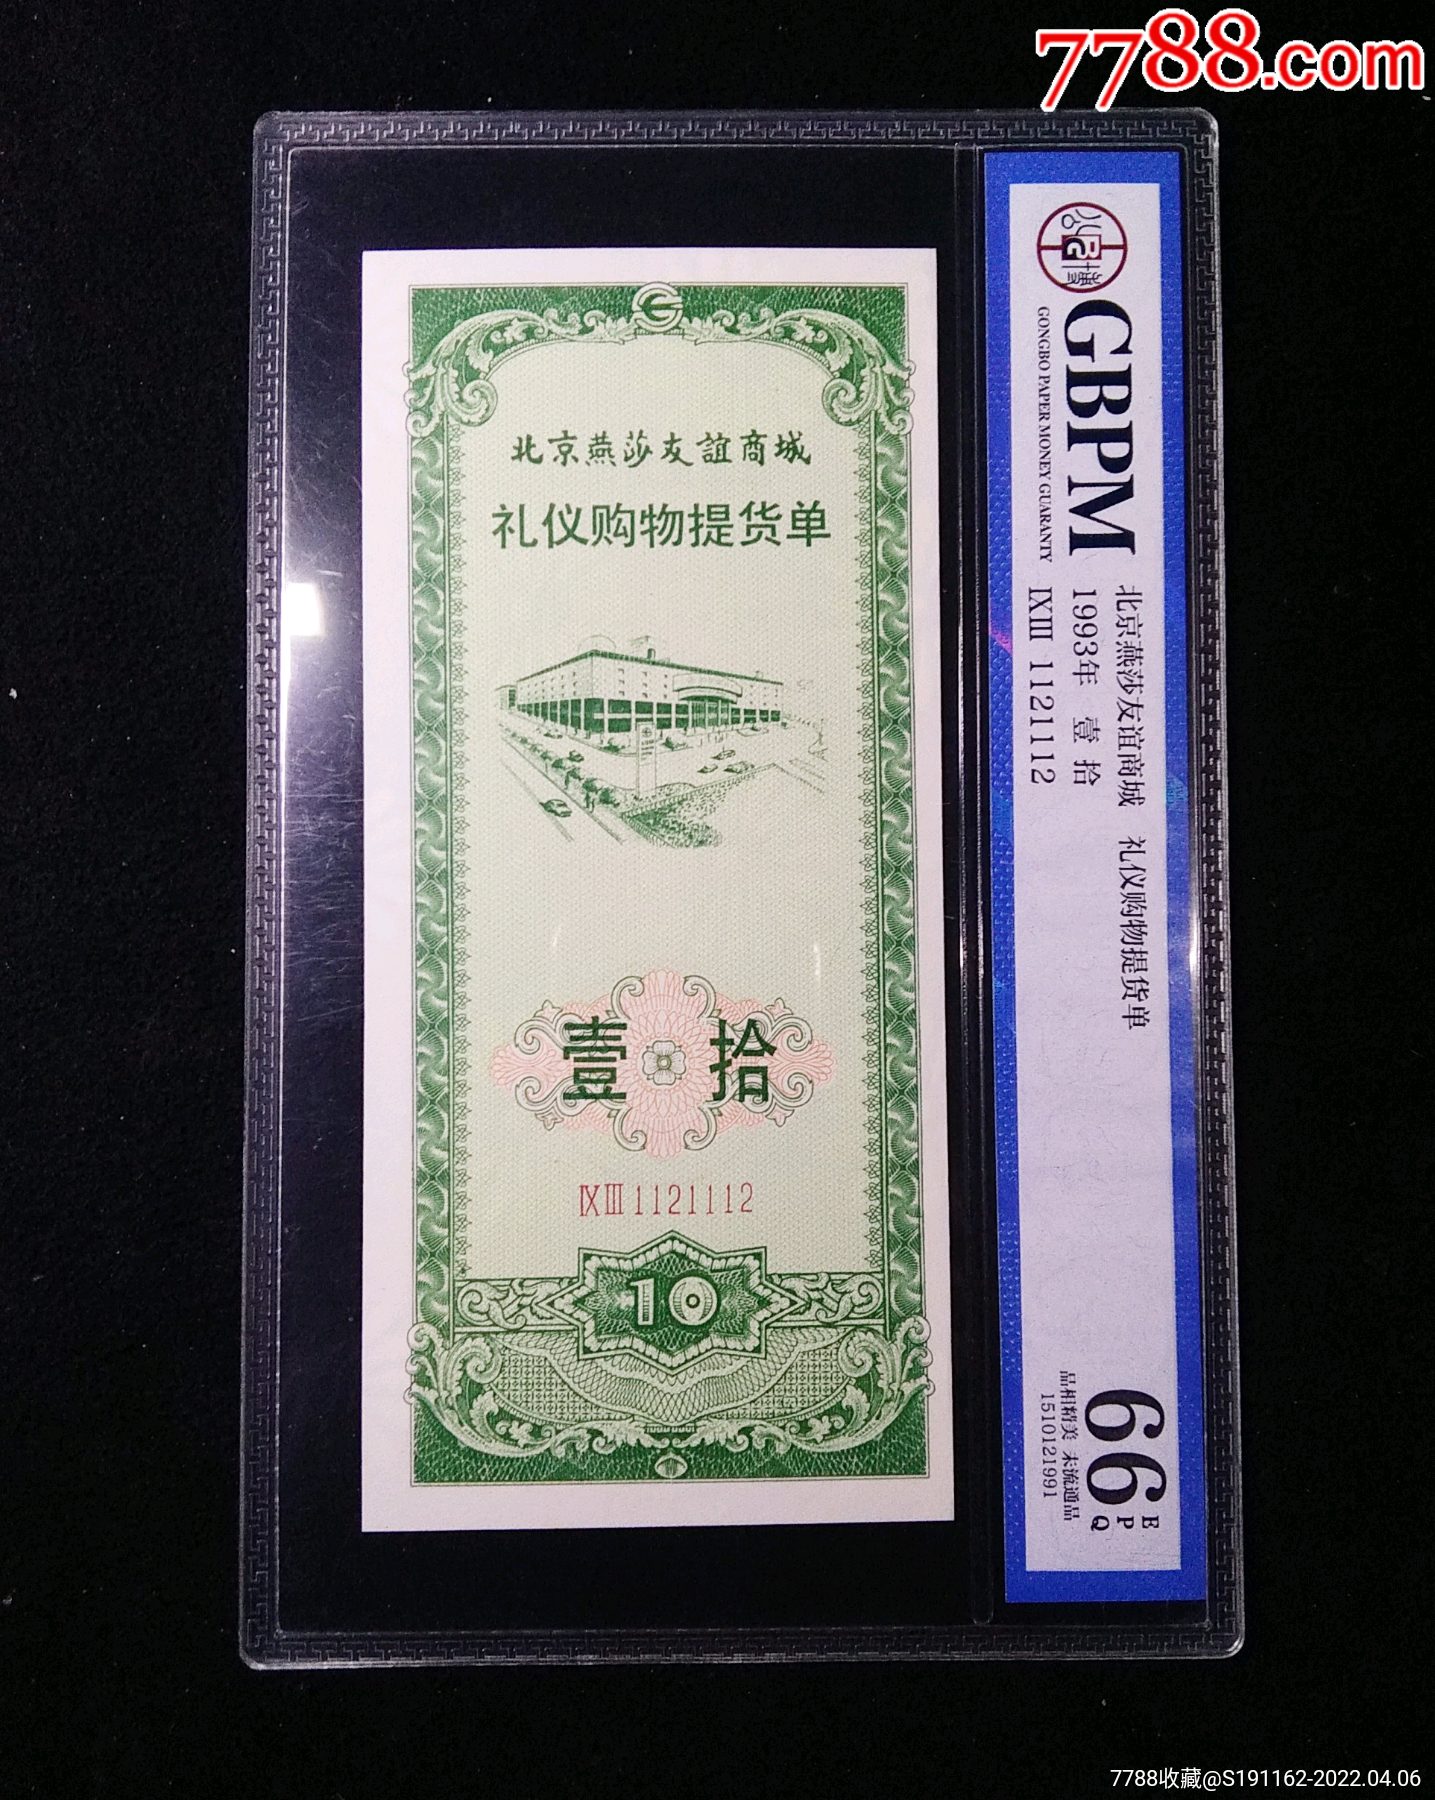 7788.com
北京燕莎友誼商城
礼仪购物提货单
壹 拾
ⅨⅢ 1121112
10
GBPM
GONGBO PAPER MONEY GUARANTY
北京燕莎友谊商城 礼仪购物提货单
1993年 壹 拾
ⅨⅢ 1121112
66 EPQ
品相精美 未流通品
1510121991
7788收藏@S191162-2022.04.06